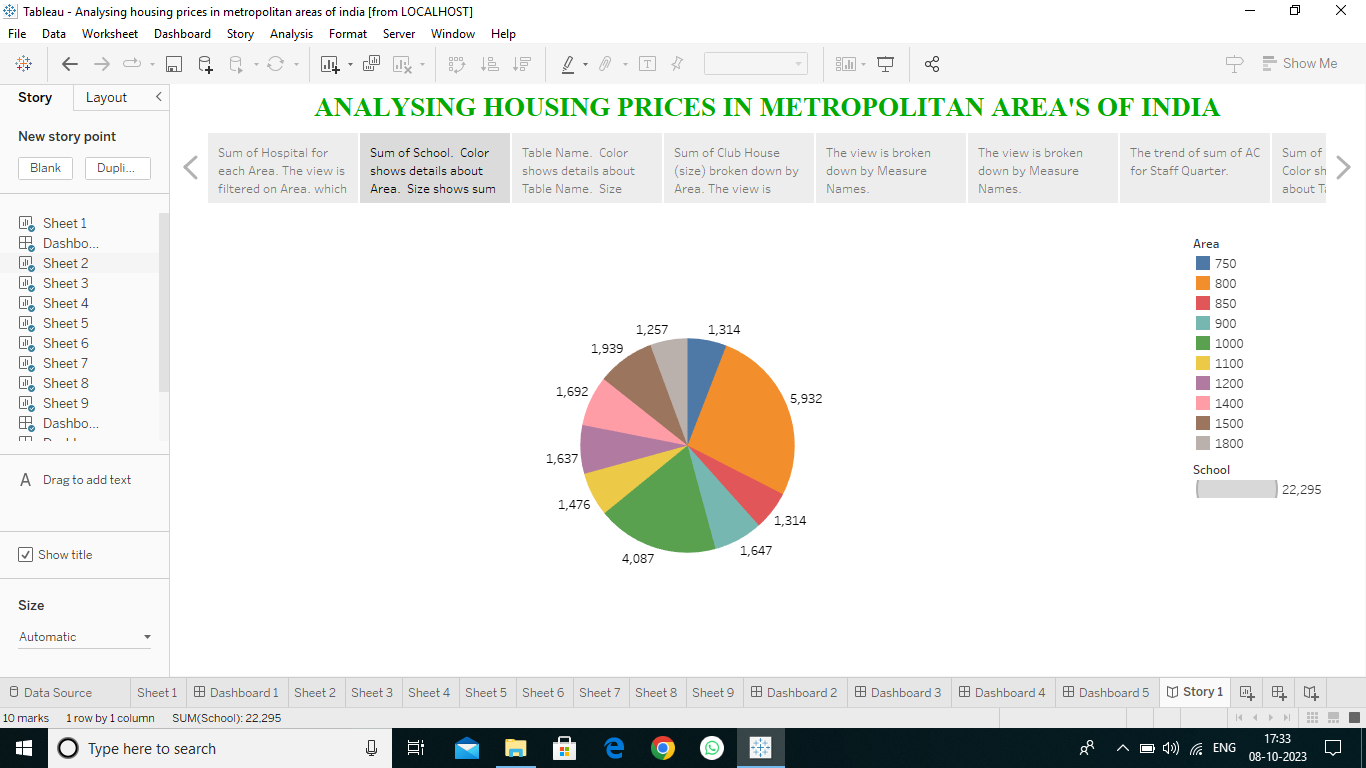 Tableau - Analysing housing prices in metropolitan areas of india [from LOCALHOST]
File Data Worksheet Dashboard Story Analysis Format Server Window Help
Show Me
Story Layout
New story point
Blank Dupli...
Sheet 1
Dashbo...
Sheet 2
Sheet 3
Sheet 4
Sheet 5
Sheet 6
Sheet 7
Sheet 8
Sheet 9
Dashbo...
A Drag to add text
Show title
Size
Automatic
ANALYSING HOUSING PRICES IN METROPOLITAN AREA'S OF INDIA
Sum of Hospital for
each Area. The view is
filtered on Area, which
Sum of School. Color
shows details about
Area. Size shows sum
Table Name. Color
shows details about
Table Name. Size
Sum of Club House
(size) broken down by
Area. The view is
The view is broken
down by Measure
Names.
The view is broken
down by Measure
Names.
The trend of sum of AC
for Staff Quarter.
Sum of
Color sh
about Ta
1,257
1,314
1,939
1,692
5,932
1,637
1,476
1,314
1,647
4,087
Area
750
800
850
900
1000
1100
1200
1400
1500
1800
School
22,295
Data Source Sheet 1 Dashboard 1 Sheet 2 Sheet 3 Sheet 4 Sheet 5 Sheet 6 Sheet 7 Sheet 8 Sheet 9 Dashboard 2 Dashboard 3 Dashboard 4 Dashboard 5 Story 1
10 marks 1 row by 1 column SUM(School): 22,295
Type here to search
ENG
17:33
08-10-2023